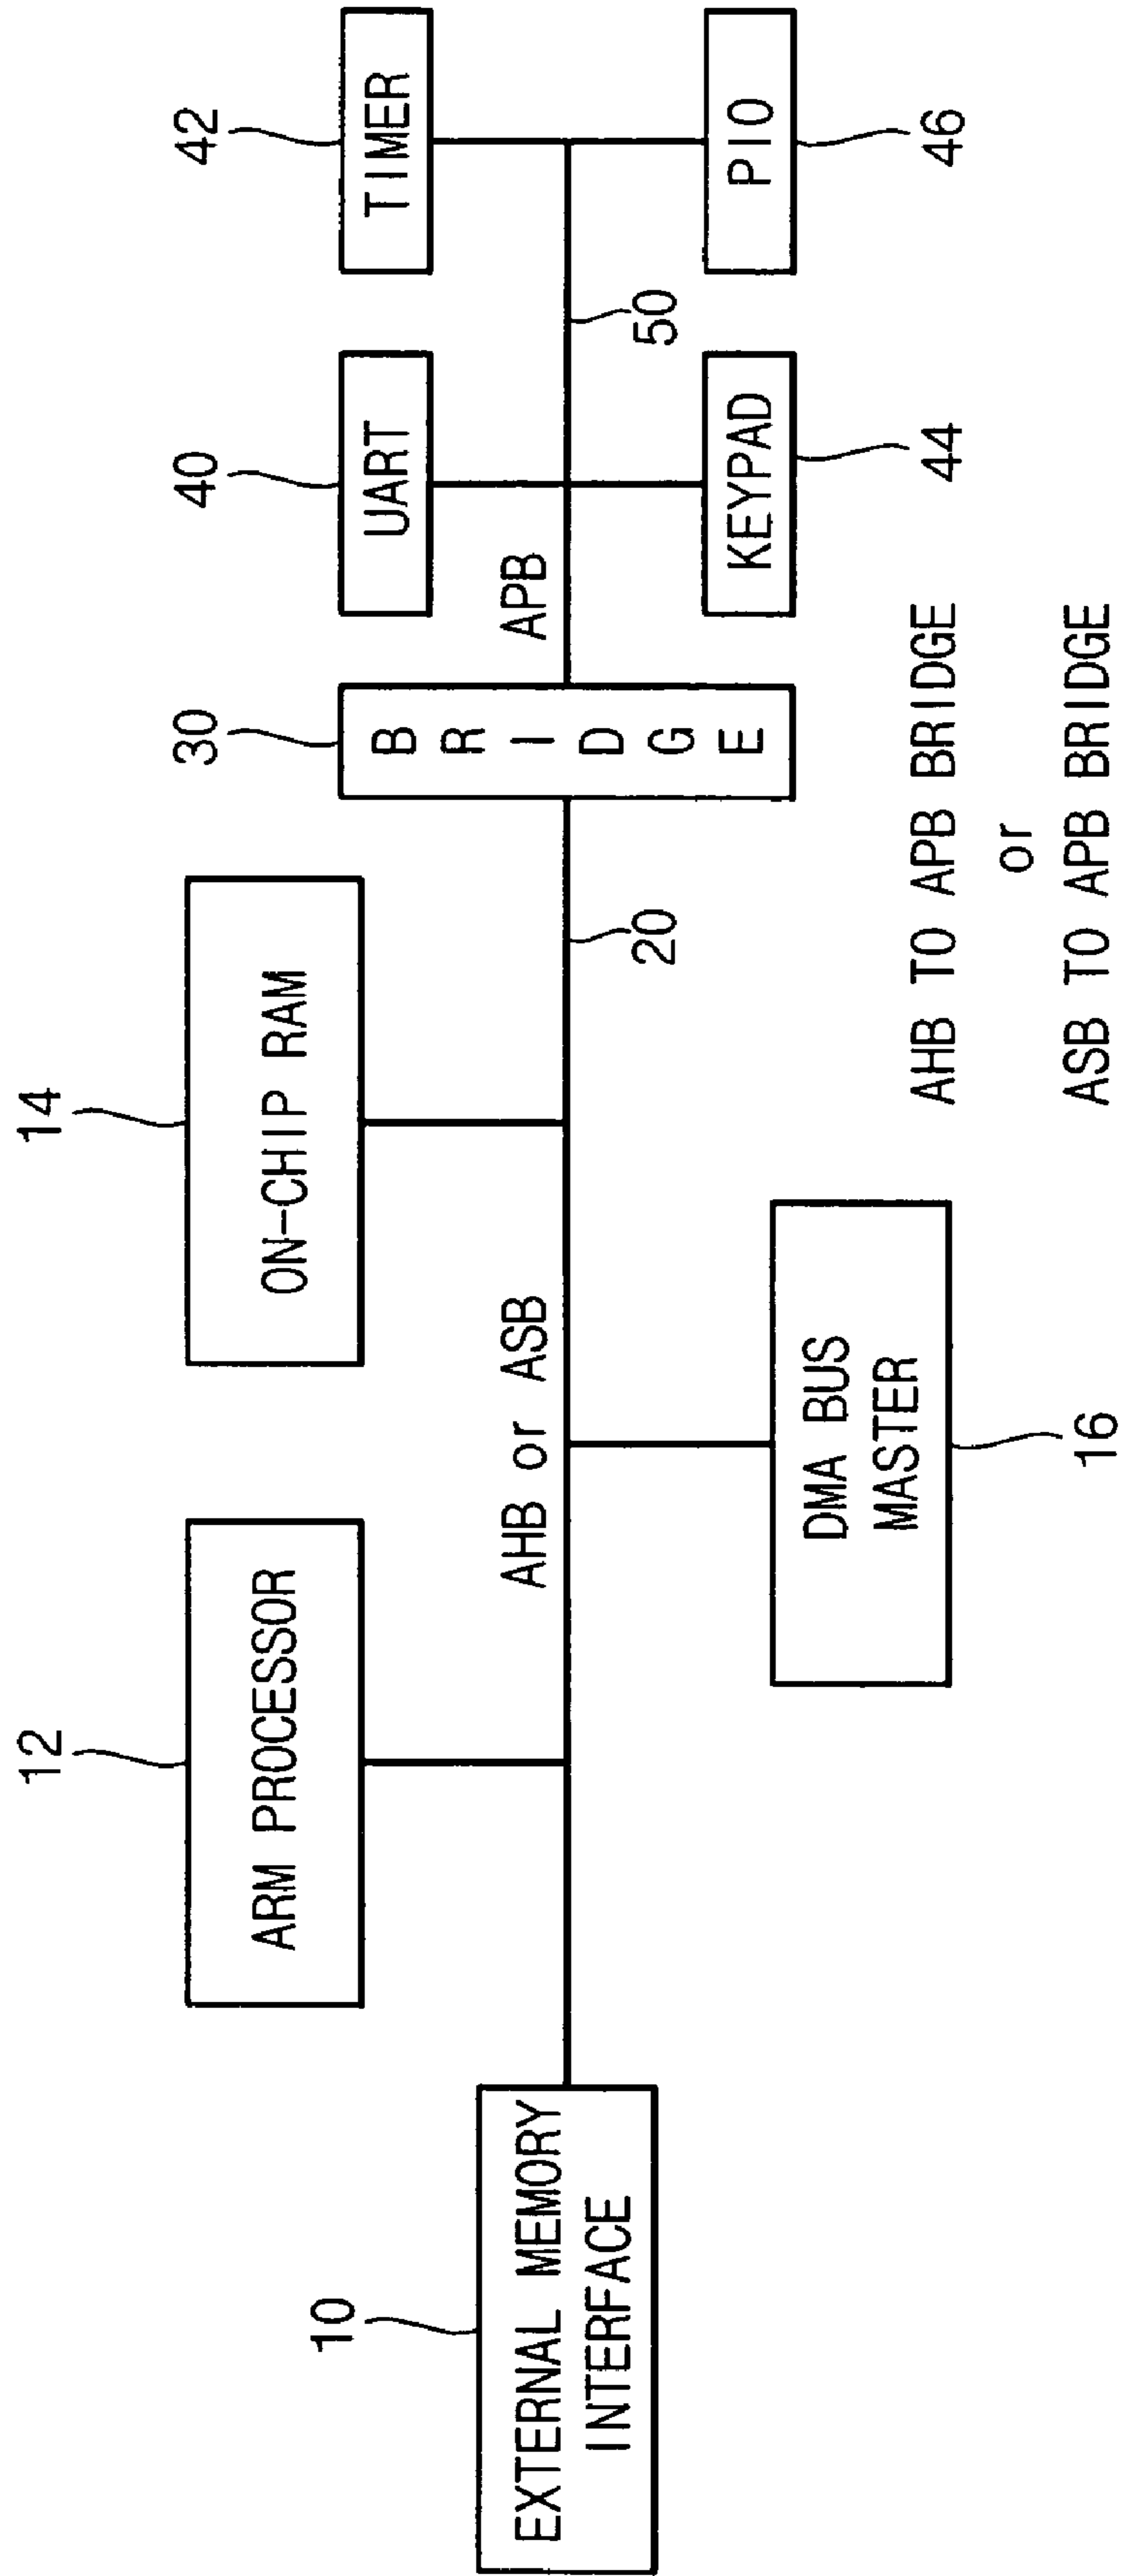 12
14
ARM PROCESSOR
ON-CHIP RAM
10
30
40
42
EXTERNAL MEMORY
INTERFACE
AHB or ASB
20
BRIDGE
APB
UART
TIMER
50
DMA BUS
MASTER
16
KEYPAD
PIO
44
46
AHB TO APB BRIDGE
or
ASB TO APB BRIDGE